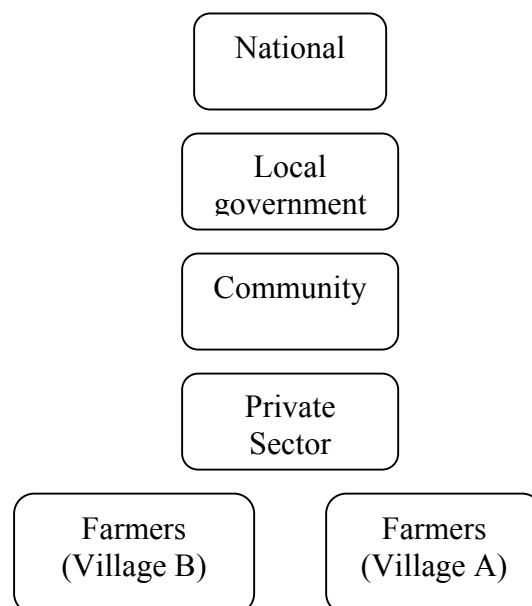 National
Local
government
Community
Private
Sector
Farmers
(Village B)
Farmers
(Village A)